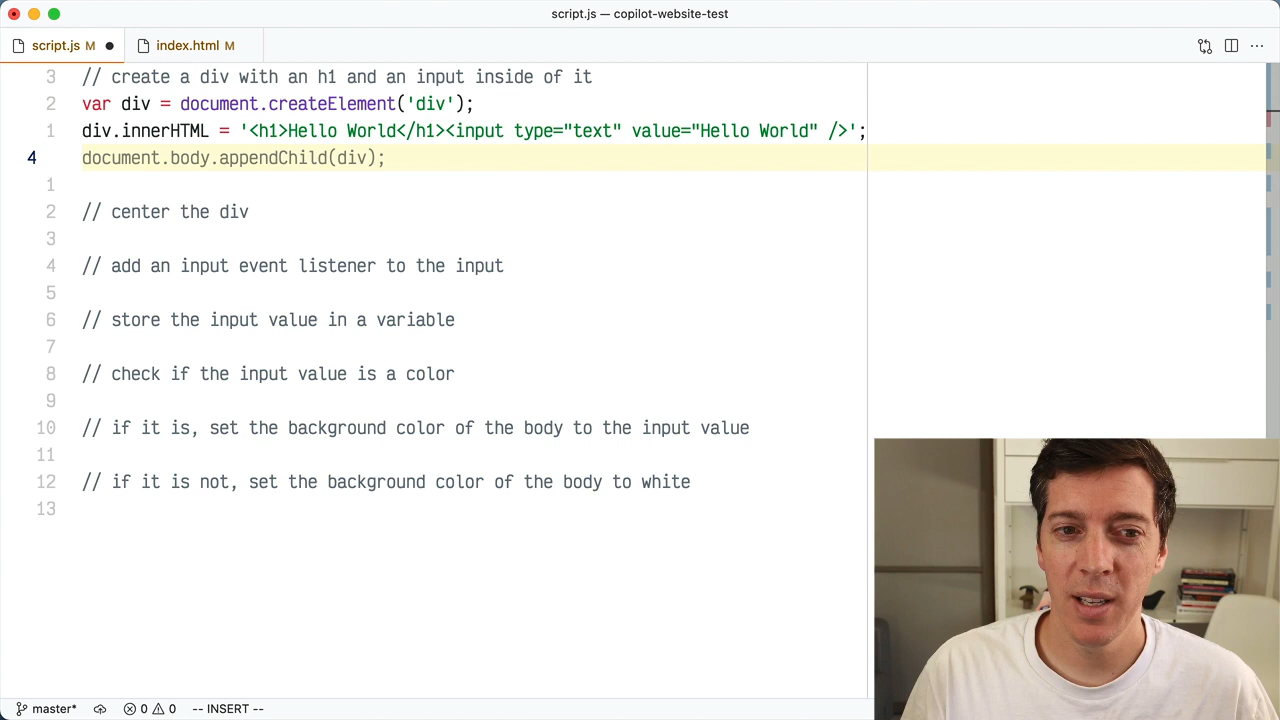 script.js — copilot-website-test
script.js M ● index.html M
3 // create a div with an h1 and an input inside of it
2 var div = document.createElement('div');
1 div.innerHTML = '<h1>Hello World</h1><input type="text" value="Hello World" />';
4 document.body.appendChild(div);
1
2 // center the div
3
4 // add an input event listener to the input
5
6 // store the input value in a variable
7
8 // check if the input value is a color
9
10 // if it is, set the background color of the body to the input value
11
12 // if it is not, set the background color of the body to white
13
master* 0 0 -- INSERT --